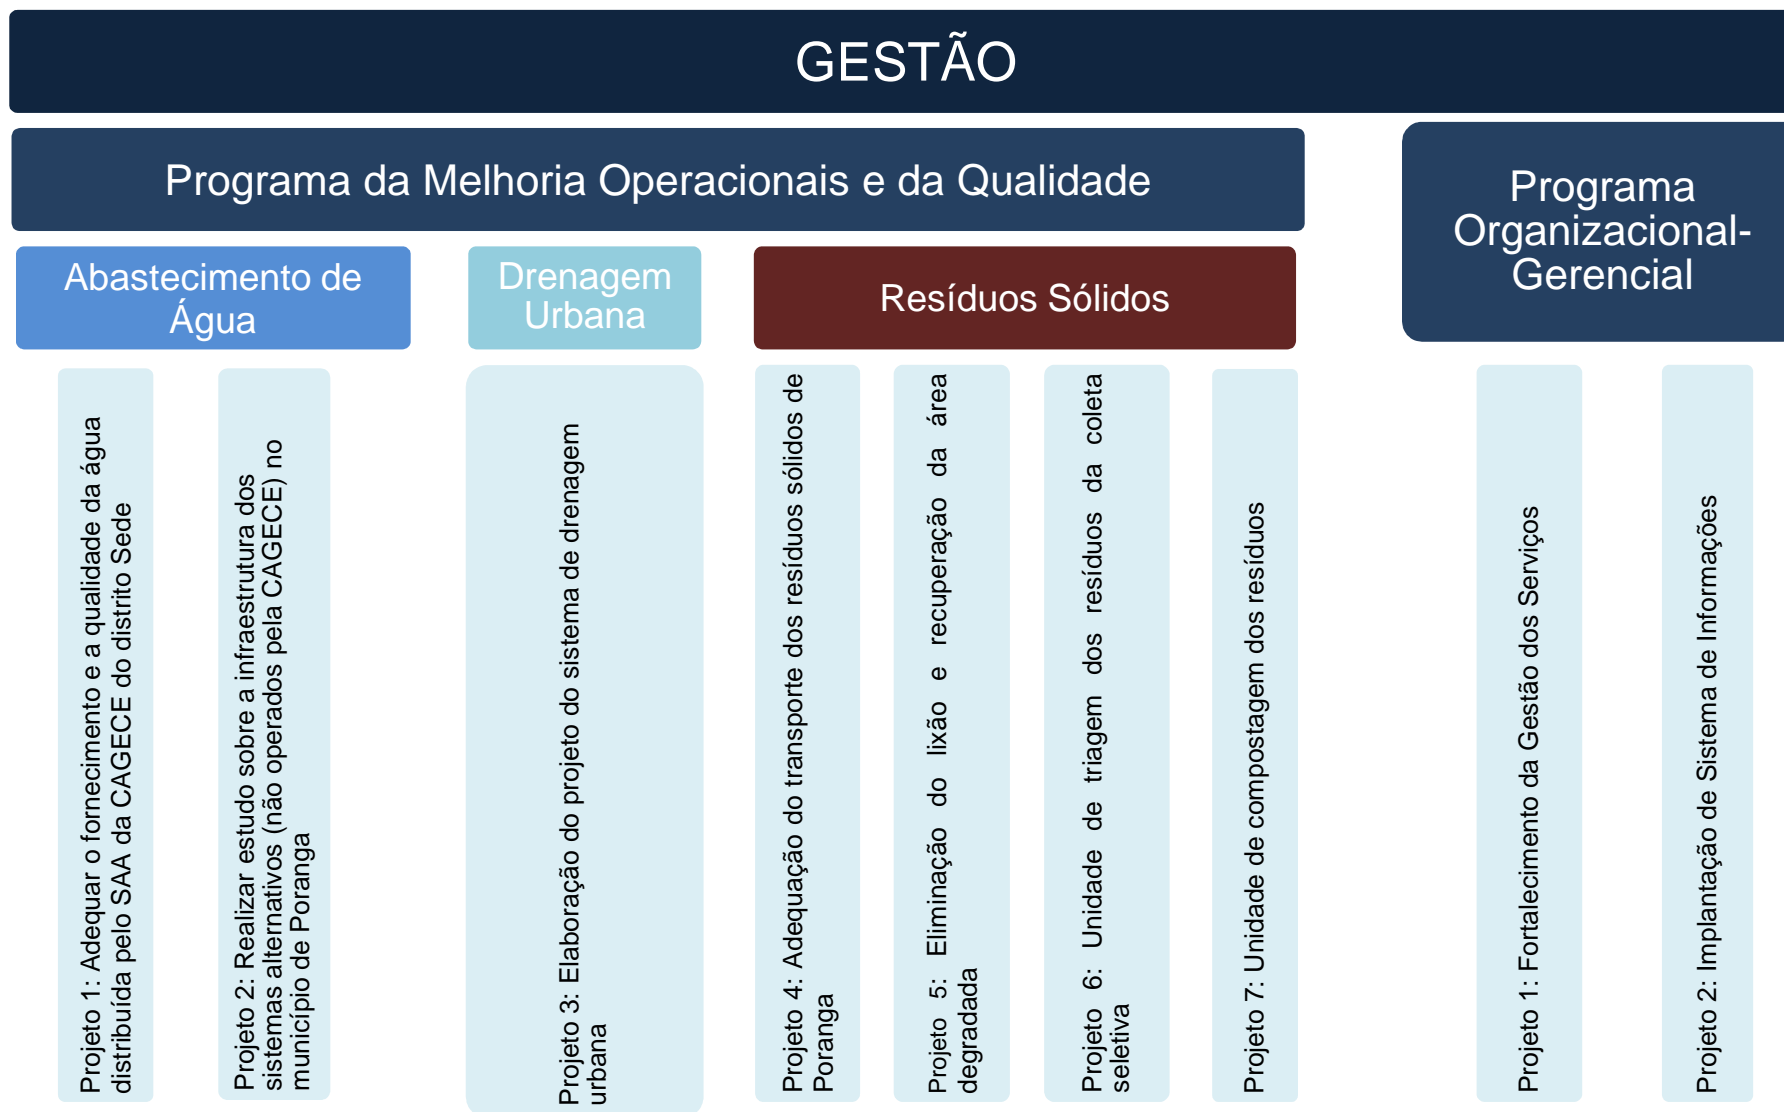 GESTÃO
Programa da Melhoria Operacionais e da Qualidade
Programa
Organizacional-
Gerencial
Abastecimento de
Água
Drenagem
Urbana
Resíduos Sólidos
Projeto 1: Adequar o fornecimento e a qualidade da água
distribuída pelo SAA da CAGECE do distrito Sede
Projeto 2: Realizar estudo sobre a infraestrutura dos
sistemas alternativos (não operados pela CAGECE) no
município de Poranga
Projeto 3: Elaboração do projeto do sistema de drenagem
urbana
Projeto 4: Adequação do transporte dos resíduos sólidos de
Poranga
Projeto 5: Eliminação do lixão e recuperação da área
degradada
Projeto 6: Unidade de triagem dos resíduos da coleta
seletiva
Projeto 7: Unidade de compostagem dos resíduos
Projeto 1: Fortalecimento da Gestão dos Serviços
Projeto 2: Implantação de Sistema de Informações